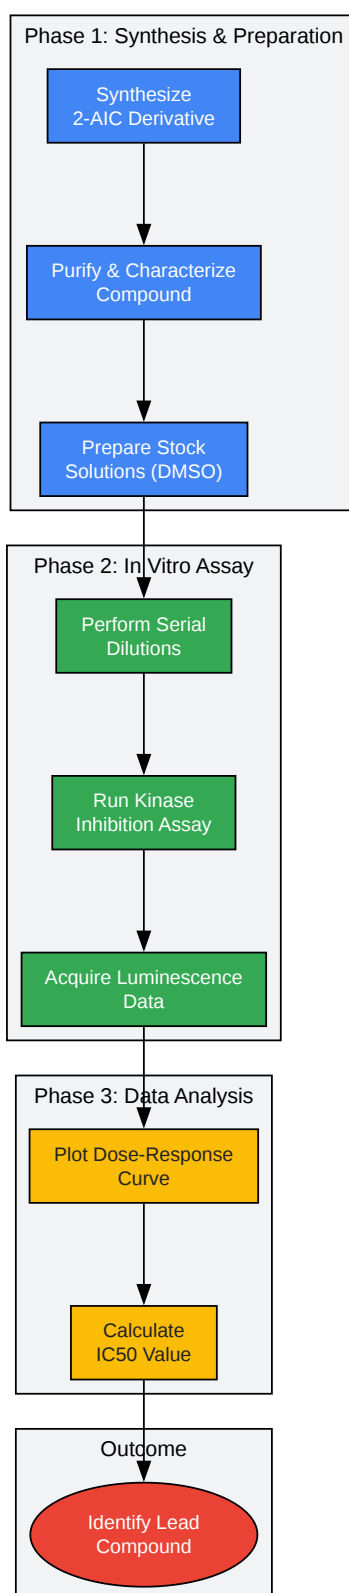 Phase 1: Synthesis & Preparation
Synthesize
2-AIC Derivative
Purify & Characterize
Compound
Prepare Stock
Solutions (DMSO)
Phase 2: In Vitro Assay
Perform Serial
Dilutions
Run Kinase
Inhibition Assay
Acquire Luminescence
Data
Phase 3: Data Analysis
Plot Dose-Response
Curve
Calculate
IC50 Value
Outcome
Identify Lead
Compound